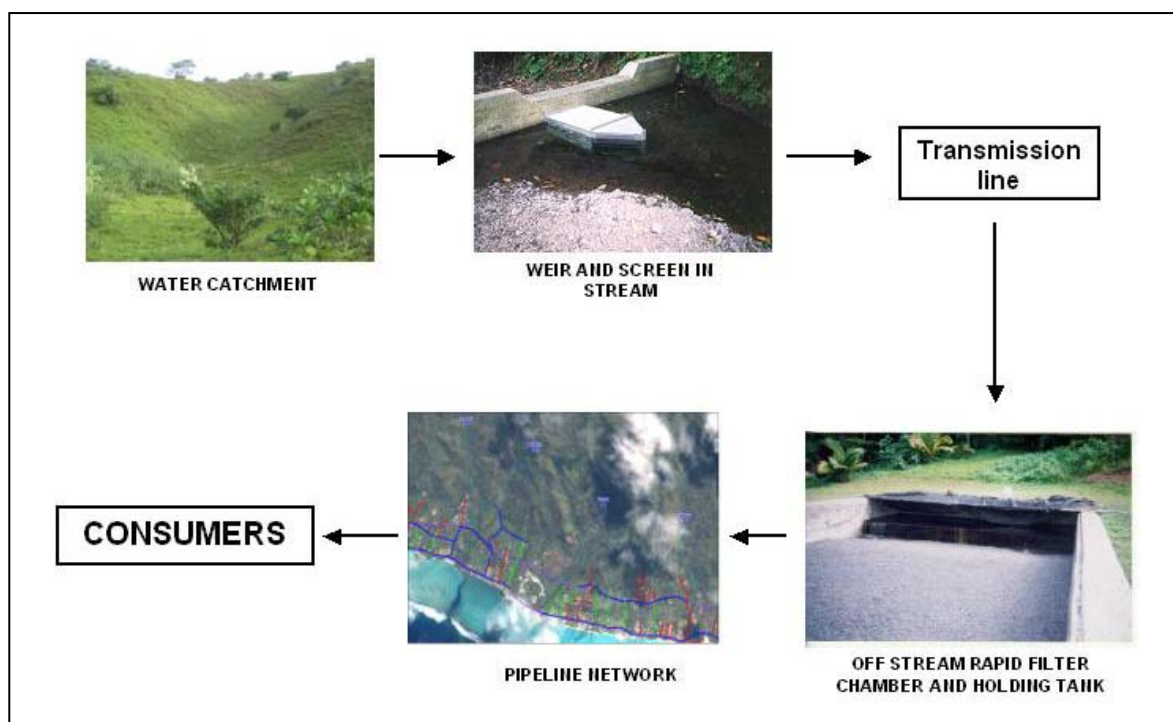 WATER CATCHMENT
WEIR AND SCREEN IN
STREAM
Transmission
line
OFF STREAM RAPID FILTER
CHAMBER AND HOLDING TANK
PIPELINE NETWORK
CONSUMERS